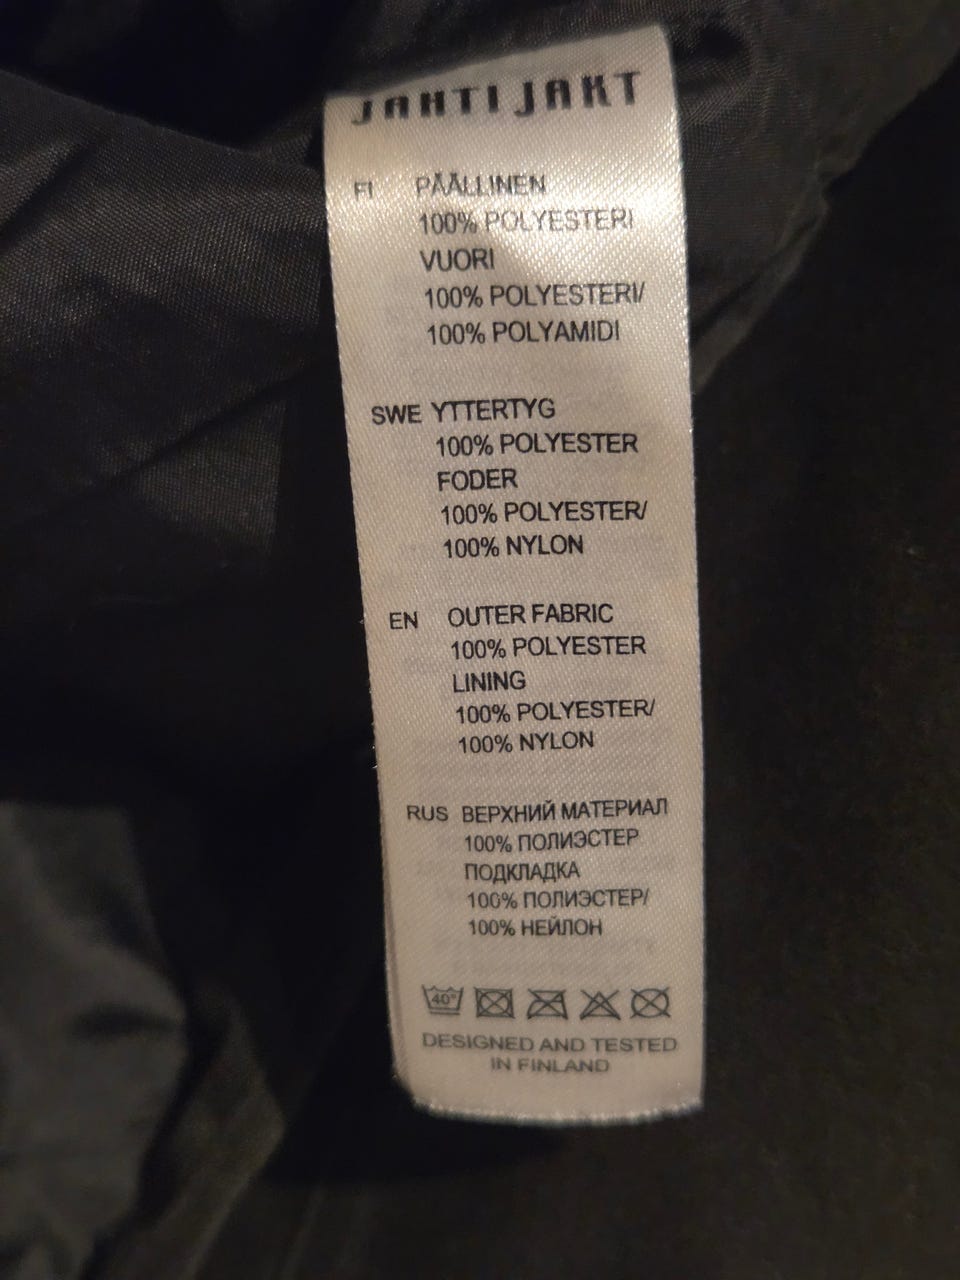 JAHTI JAKT
FI PÄÄLLINEN
100% POLYESTERI
VUORI
100% POLYESTERI/
100% POLYAMIDI
SWE YTTERTYG
100% POLYESTER
FODER
100% POLYESTER/
100% NYLON
EN OUTER FABRIC
100% POLYESTER
LINING
100% POLYESTER/
100% NYLON
RUS ВЕРХНИЙ МАТЕРИАЛ
100% ПОЛИЭСТЕР
ПОДКЛАДКА
100% ПОЛИЭСТЕР/
100% НЕЙЛОН
40°
DESIGNED AND TESTED
IN FINLAND